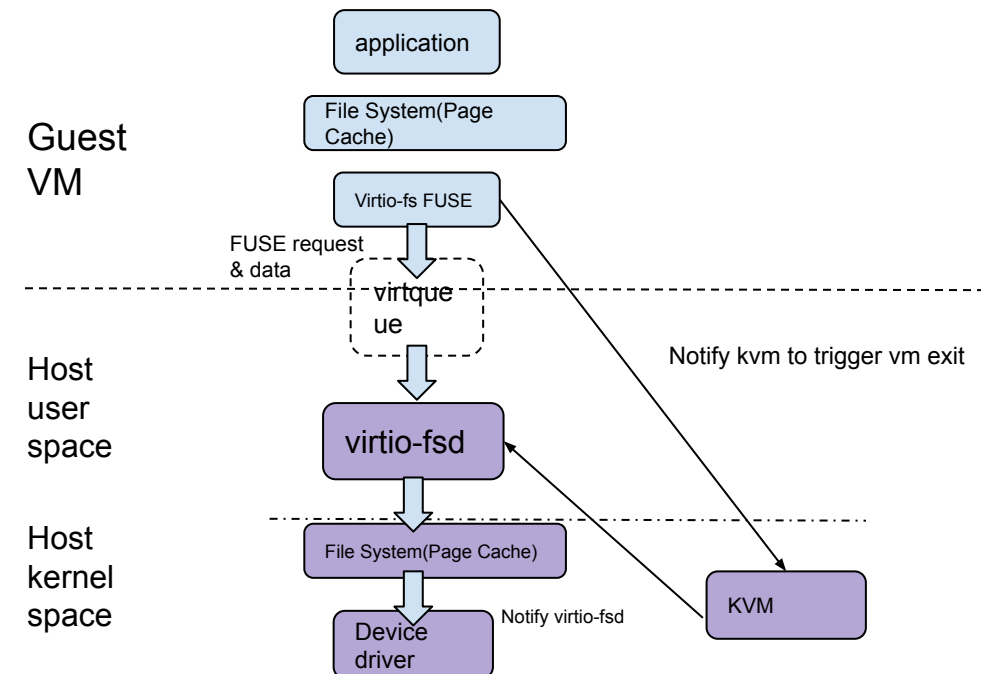 application
File System(Page
Cache)
Guest
VM
Virtio-fs FUSE
FUSE request
& data
virtque
ue
Notify kvm to trigger vm exit
Host
user
space
virtio-fsd
Host
kernel
space
File System(Page Cache)
KVM
Notify virtio-fsd
Device
driver